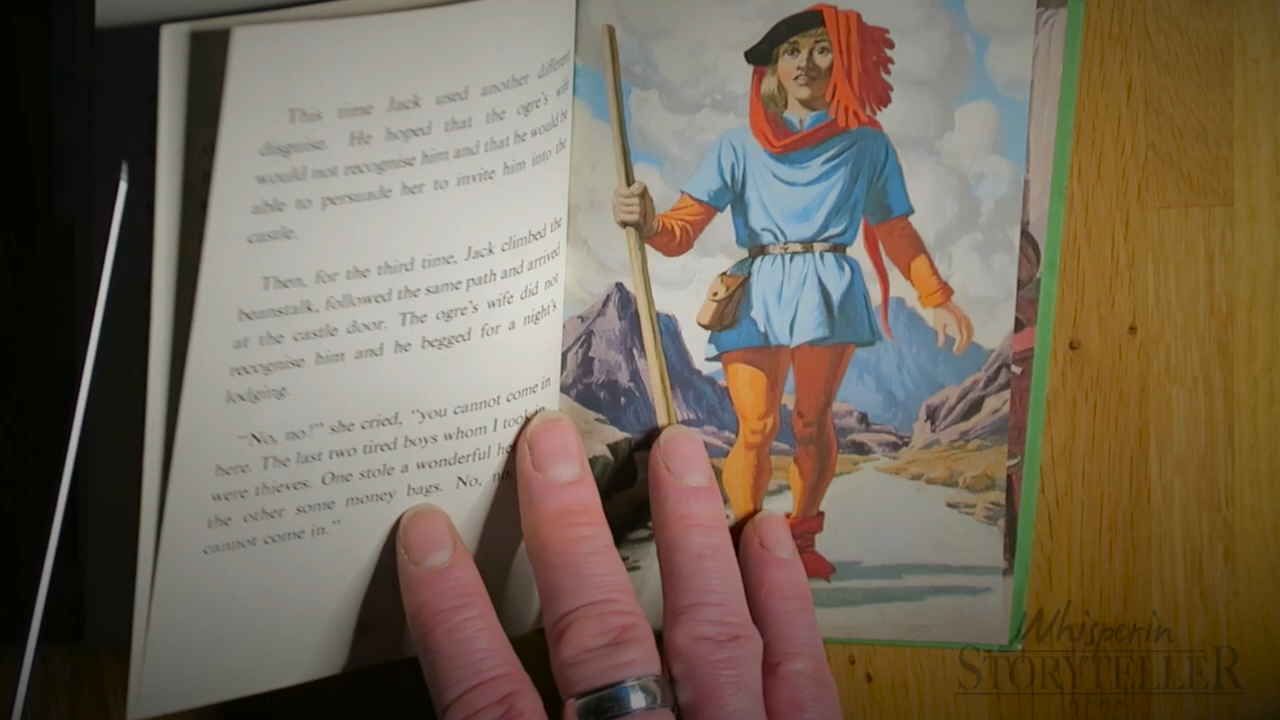 This time Jack used another different
disguise. He hoped that the ogre's wife
would not recognise him and that he would be
able to persuade her to invite him into the
castle.
Then, for the third time, Jack climbed the
beanstalk, followed the same path and arrived
at the castle door. The ogre's wife did not
recognise him and he begged for a night's
lodging.
"No, no!" she cried, "you cannot come in
here. The last two tired boys whom I took in
were thieves. One stole a wonderful he
the other some money bags. No, no,
cannot come in."
Whisperin
STORYTELLER